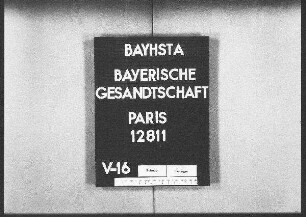 BAYHSTA
BAYERISCHE
GESANDTSCHAFT
PARIS
12811
V-16